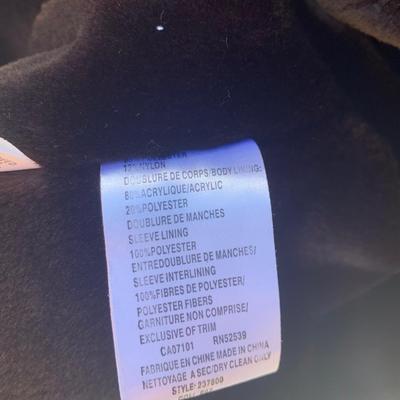 NYLON
DOUBLURE DE CORPS/BODY LINING:
80%ACRYLIQUE/ACRYLIC
20%POLYESTER
DOUBLURE DE MANCHES
SLEEVE LINING
100%POLYESTER
ENTREDOUBLURE DE MANCHES/
SLEEVE INTERLINING
100%FIBRES DE POLYESTER/
POLYESTER FIBERS
GARNITURE NON COMPRISE/
EXCLUSIVE OF TRIM
CA07101 RN52539
FABRIQUE EN CHINE MADE IN CHINA
NETTOYAGE A SEC/DRY CLEAN ONLY
STYLE: 237800